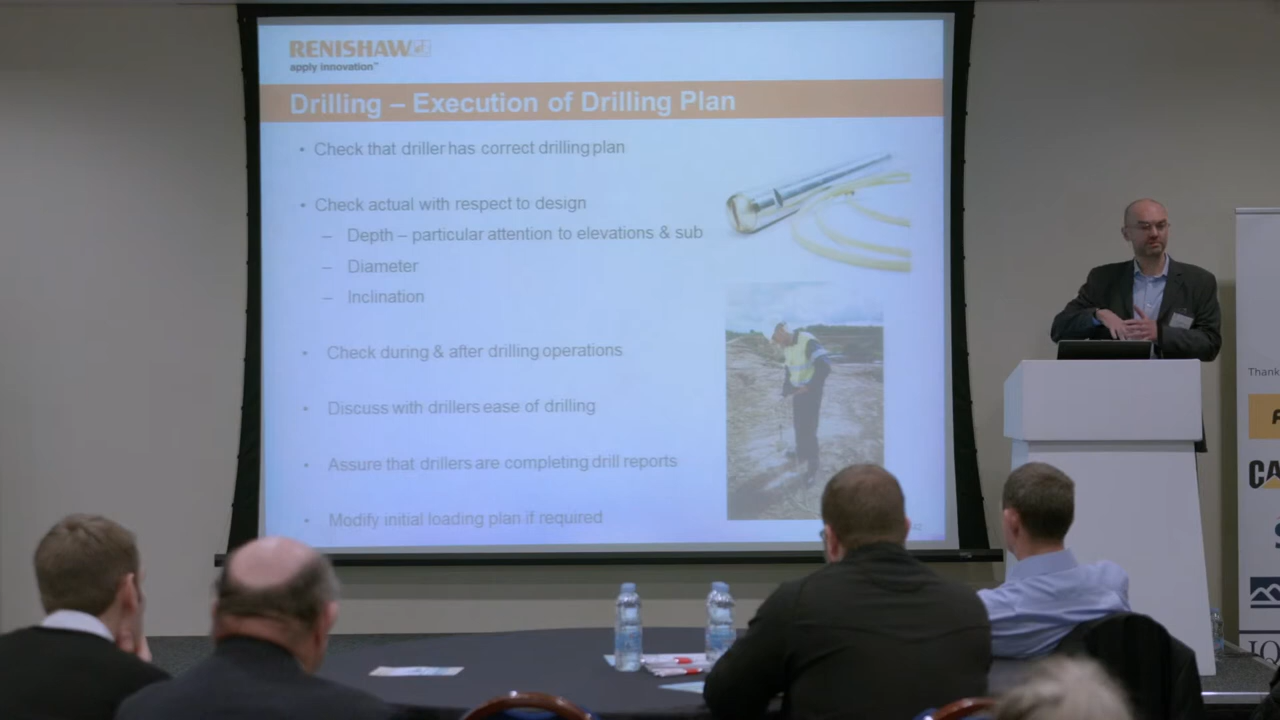 RENISHAW
apply innovation™
Drilling – Execution of Drilling Plan
• Check that driller has correct drilling plan
• Check actual with respect to design
– Depth – particular attention to elevations & sub
– Diameter
– Inclination
• Check during & after drilling operations
• Discuss with drillers ease of drilling
• Assure that drillers are completing drill reports
• Modify initial loading plan if required
Thank
CA